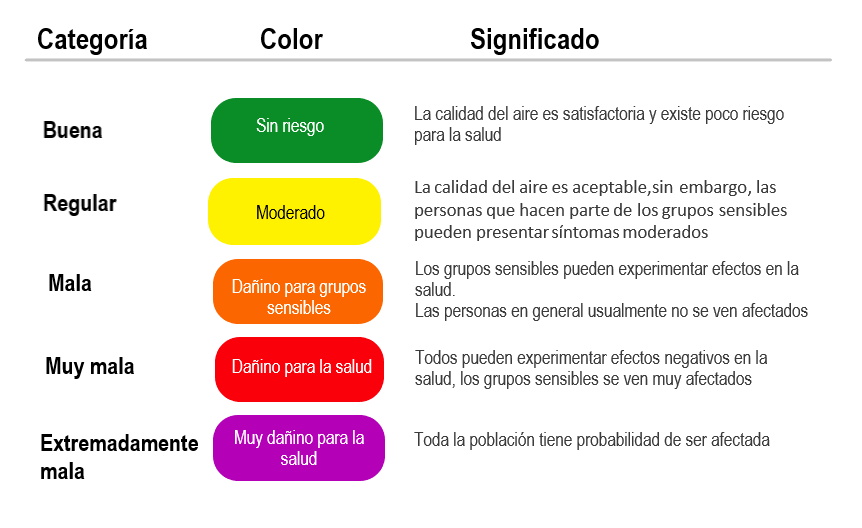 Categoría Color Significado
Buena
Sin riesgo
La calidad del aire es satisfactoria y existe poco riesgo
para la salud
Regular
Moderado
La calidad del aire es aceptable,sin embargo, las
personas que hacen parte de los grupos sensibles
pueden presentar síntomas moderados
Mala
Dañino para grupos
sensibles
Los grupos sensibles pueden experimentar efectos en la
salud.
Las personas en general usualmente no se ven afectados
Muy mala
Dañino para la salud
Todos pueden experimentar efectos negativos en la
salud, los grupos sensibles se ven muy afectados
Extremadamente
mala
Muy dañino para la
salud
Toda la población tiene probabilidad de ser afectada